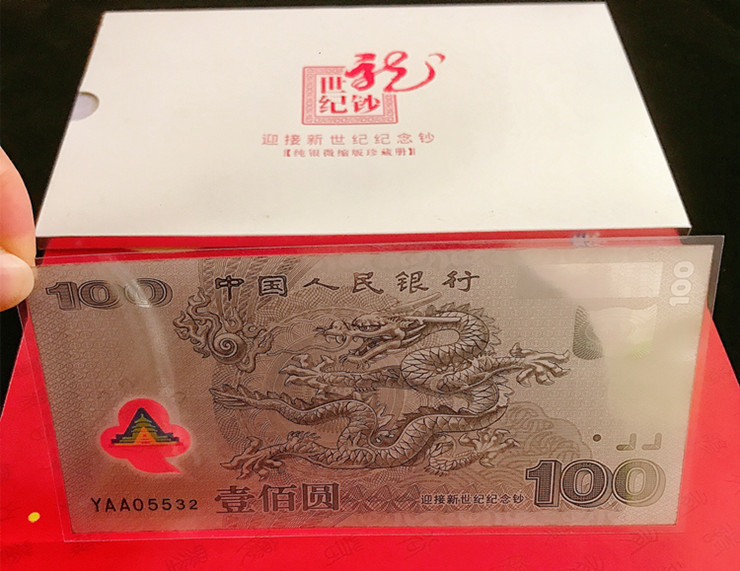 世纪龙钞
迎接新世纪纪念钞
【纯银微缩版珍藏册】
100 中国人民银行 100
YAA05532 壹佰圆 迎接新世纪纪念钞 100